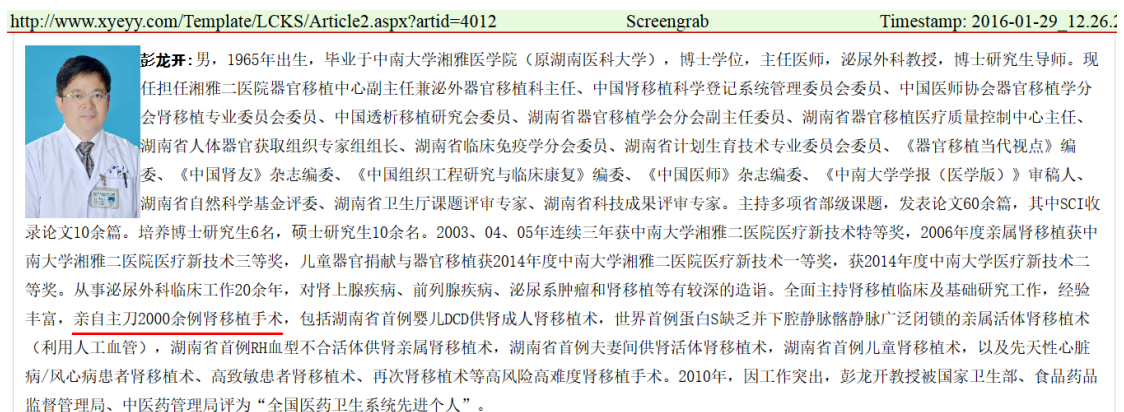 http://www.xyeyy.com/Template/LCKS/Article2.aspx?artid=4012 Screengrab Timestamp: 2016-01-29_12.26.2
彭龙开:男，1965年出生，毕业于中南大学湘雅医学院（原湖南医科大学），博士学位，主任医师，泌尿外科教授，博士研究生导师。现
任担任湘雅二医院器官移植中心副主任兼泌外器官移植科主任、中国肾移植科学登记系统管理委员会委员、中国医师协会器官移植学分
会肾移植专业委员会委员、中国透析移植研究会委员、湖南省器官移植学会分会副主任委员、湖南省器官移植医疗质量控制中心主任、
湖南省人体器官获取组织专家组组长、湖南省临床免疫学分会委员、湖南省计划生育技术专业委员会委员、《器官移植当代视点》编
委、《中国肾友》杂志编委、《中国组织工程研究与临床康复》编委、《中国医师》杂志编委、《中南大学学报（医学版）》审稿人、
湖南省自然科学基金评委、湖南省卫生厅课题评审专家、湖南省科技成果评审专家。主持多项省部级课题，发表论文60余篇，其中SCI收
录论文10余篇。培养博士研究生6名，硕士研究生10余名。2003、04、05年连续三年获中南大学湘雅二医院医疗新技术特等奖，2006年度亲属肾移植获中
南大学湘雅二医院医疗新技术三等奖，儿童器官捐献与器官移植获2014年度中南大学湘雅二医院医疗新技术一等奖，获2014年度中南大学医疗新技术二
等奖。从事泌尿外科临床工作20余年，对肾上腺疾病、前列腺疾病、泌尿系肿瘤和肾移植等有较深的造诣。全面主持肾移植临床及基础研究工作，经验
丰富，亲自主刀2000余例肾移植手术，包括湖南省首例婴儿DCD供肾成人肾移植术，世界首例蛋白S缺乏并下腔静脉髂静脉广泛闭锁的亲属活体肾移植术
（利用人工血管），湖南省首例RH血型不合活体供肾亲属肾移植术，湖南省首例夫妻间供肾活体肾移植术，湖南省首例儿童肾移植术，以及先天性心脏
病/风心病患者肾移植术、高致敏患者肾移植术、再次肾移植术等高风险高难度肾移植手术。2010年，因工作突出，彭龙开教授被国家卫生部、食品药品
监督管理局、中医药管理局评为“全国医药卫生系统先进个人”。